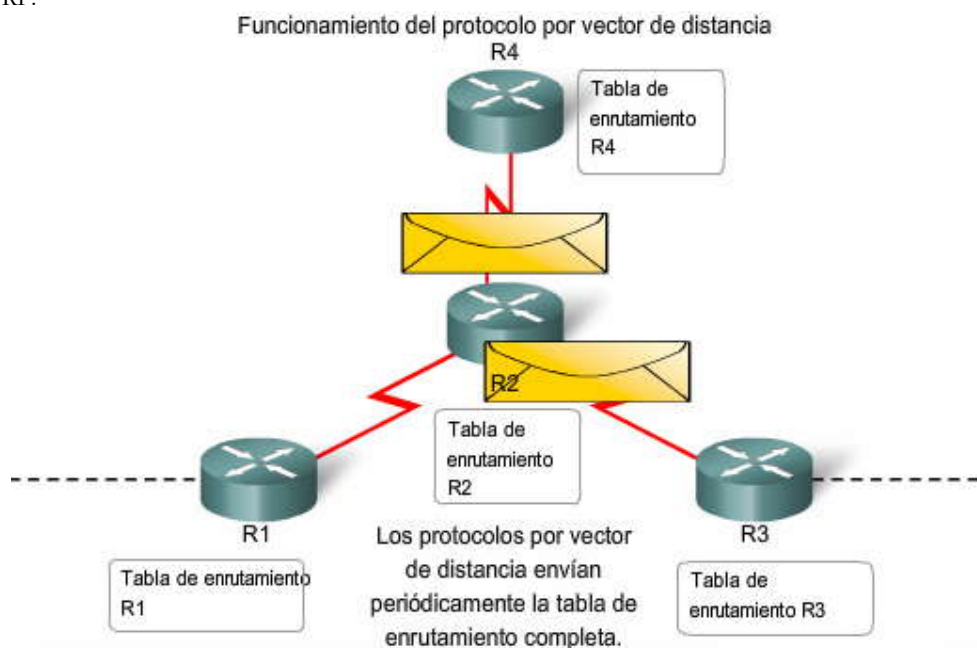 Funcionamiento del protocolo por vector de distancia
R4
Tabla de
enrutamiento
R4
R2
Tabla de
enrutamiento
R2
R1
Tabla de enrutamiento
R1
R3
Tabla de
enrutamiento R3
Los protocolos por vector
de distancia envían
periódicamente la tabla de
enrutamiento completa.